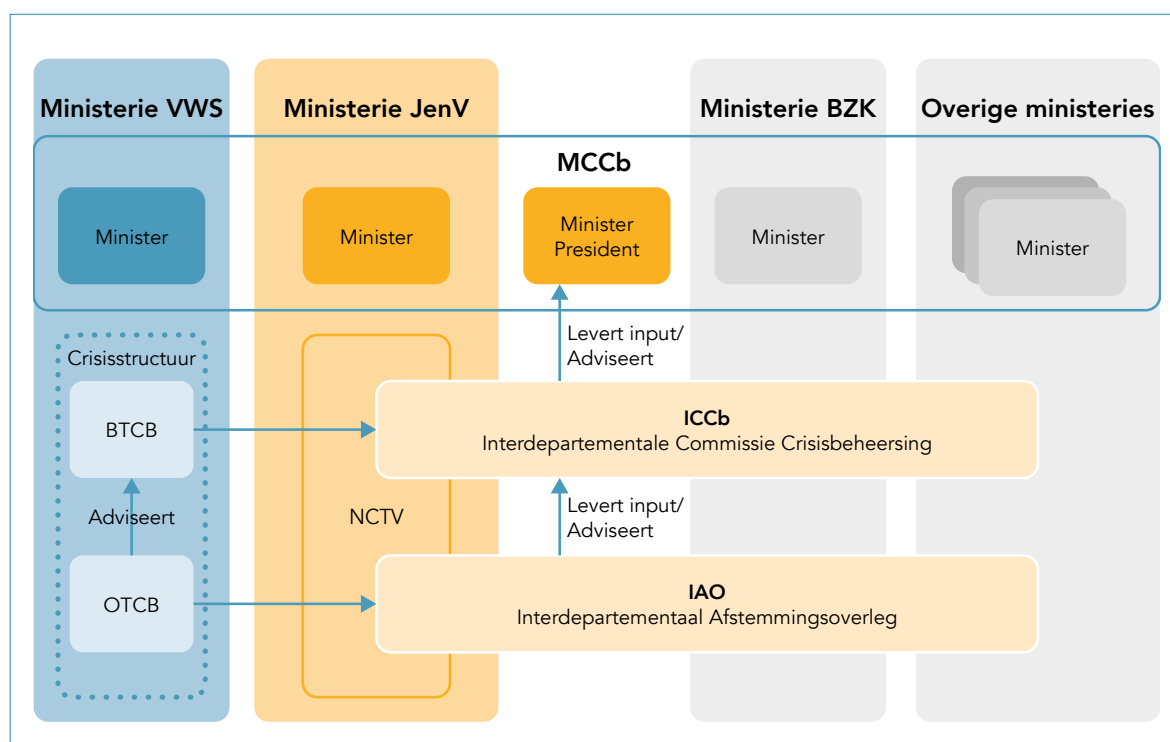 Ministerie VWS
Ministerie JenV
Ministerie BZK
Overige ministeries
MCCb
Minister
Minister
Minister
President
Minister
Minister
Levert input/
Adviseert
Crisisstructuur
BTCB
ICCb
Interdepartementale Commissie Crisisbeheersing
Adviseert
NCTV
Levert input/
Adviseert
OTCB
IAO
Interdepartementaal Afstemmingsoverleg